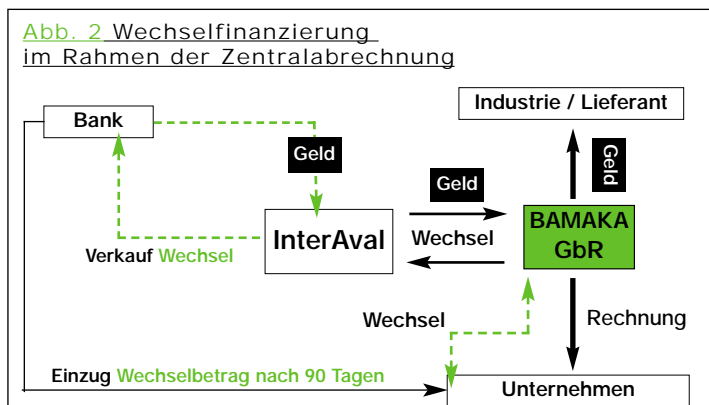 Abb. 2 Wechselfinanzierung
im Rahmen der Zentralabrechnung
Industrie / Lieferant
Bank
Geld
Geld
Geld
BAMAKA
GbR
InterAval
Wechsel
Verkauf Wechsel
Wechsel
Rechnung
Einzug Wechselbetrag nach 90 Tagen
Unternehmen